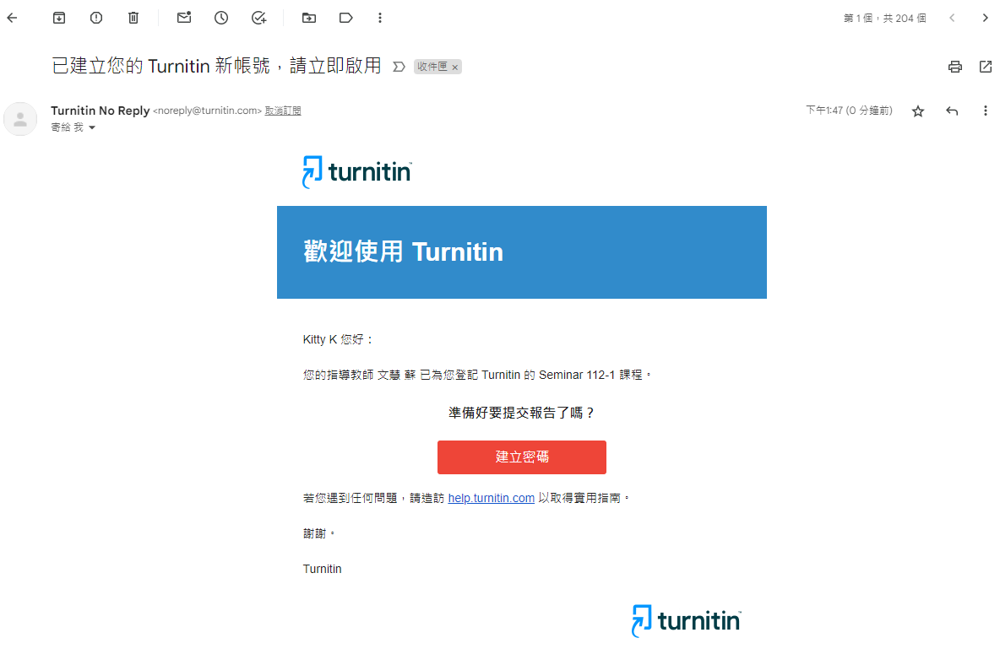 第 1 個，共 204 個
已建立您的 Turnitin 新帳號，請立即啟用 收件匣 ×
Turnitin No Reply <noreply@turnitin.com> 取消訂閱
下午1:47 (0 分鐘前)
寄給 我
turnitin
歡迎使用 Turnitin
Kitty K 您好：
您的指導教師 文慧 蘇 已為您登記 Turnitin 的 Seminar 112-1 課程。
準備好要提交報告了嗎？
建立密碼
若您遇到任何問題，請造訪 help.turnitin.com 以取得實用指南。
謝謝。
Turnitin
turnitin